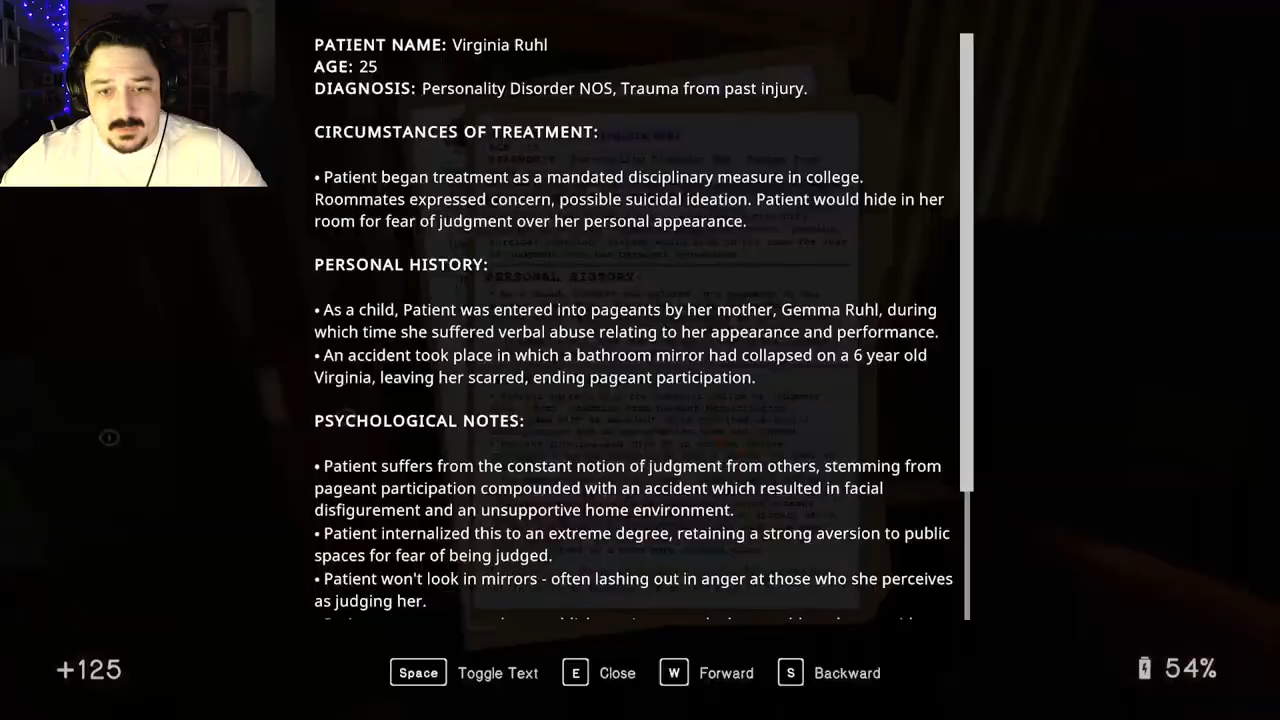 PATIENT NAME: Virginia Ruhl
AGE: 25
DIAGNOSIS: Personality Disorder NOS, Trauma from past injury.
CIRCUMSTANCES OF TREATMENT:
• Patient began treatment as a mandated disciplinary measure in college.
Roommates expressed concern, possible suicidal ideation. Patient would hide in her
room for fear of judgment over her personal appearance.
PERSONAL HISTORY:
• As a child, Patient was entered into pageants by her mother, Gemma Ruhl, during
which time she suffered verbal abuse relating to her appearance and performance.
• An accident took place in which a bathroom mirror had collapsed on a 6 year old
Virginia, leaving her scarred, ending pageant participation.
PSYCHOLOGICAL NOTES:
• Patient suffers from the constant notion of judgment from others, stemming from
pageant participation compounded with an accident which resulted in facial
disfigurement and an unsupportive home environment.
• Patient internalized this to an extreme degree, retaining a strong aversion to public
spaces for fear of being judged.
• Patient won't look in mirrors - often lashing out in anger at those who she perceives
as judging her.
+125
Space Toggle Text E Close W Forward S Backward
54%